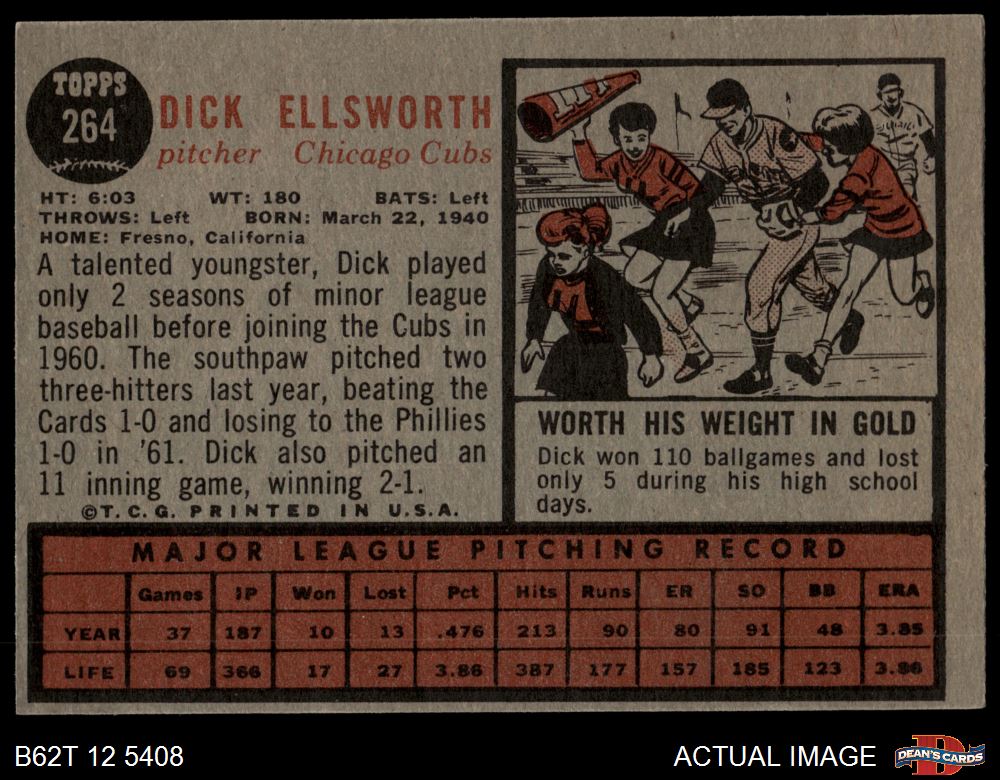 TOPPS
264
DICK ELLSWORTH
pitcher Chicago Cubs
HT: 6:03 WT: 180 BATS: Left
THROWS: Left BORN: March 22, 1940
HOME: Fresno, California
A talented youngster, Dick played
only 2 seasons of minor league
baseball before joining the Cubs in
1960. The southpaw pitched two
three-hitters last year, beating the
Cards 1-0 and losing to the Phillies
1-0 in '61. Dick also pitched an
11 inning game, winning 2-1.
©T.C.G. PRINTED IN U.S.A.
WORTH HIS WEIGHT IN GOLD
Dick won 110 ballgames and lost
only 5 during his high school
days.
MAJOR LEAGUE PITCHING RECORD
Games IP Won Lost Pct Hits Runs ER SO BB ERA
YEAR 37 187 10 13 .476 213 90 80 91 48 3.85
LIFE 69 366 17 27 3.86 387 177 157 185 123 3.86
B62T 12 5408
ACTUAL IMAGE
D
DEAN'S CARDS